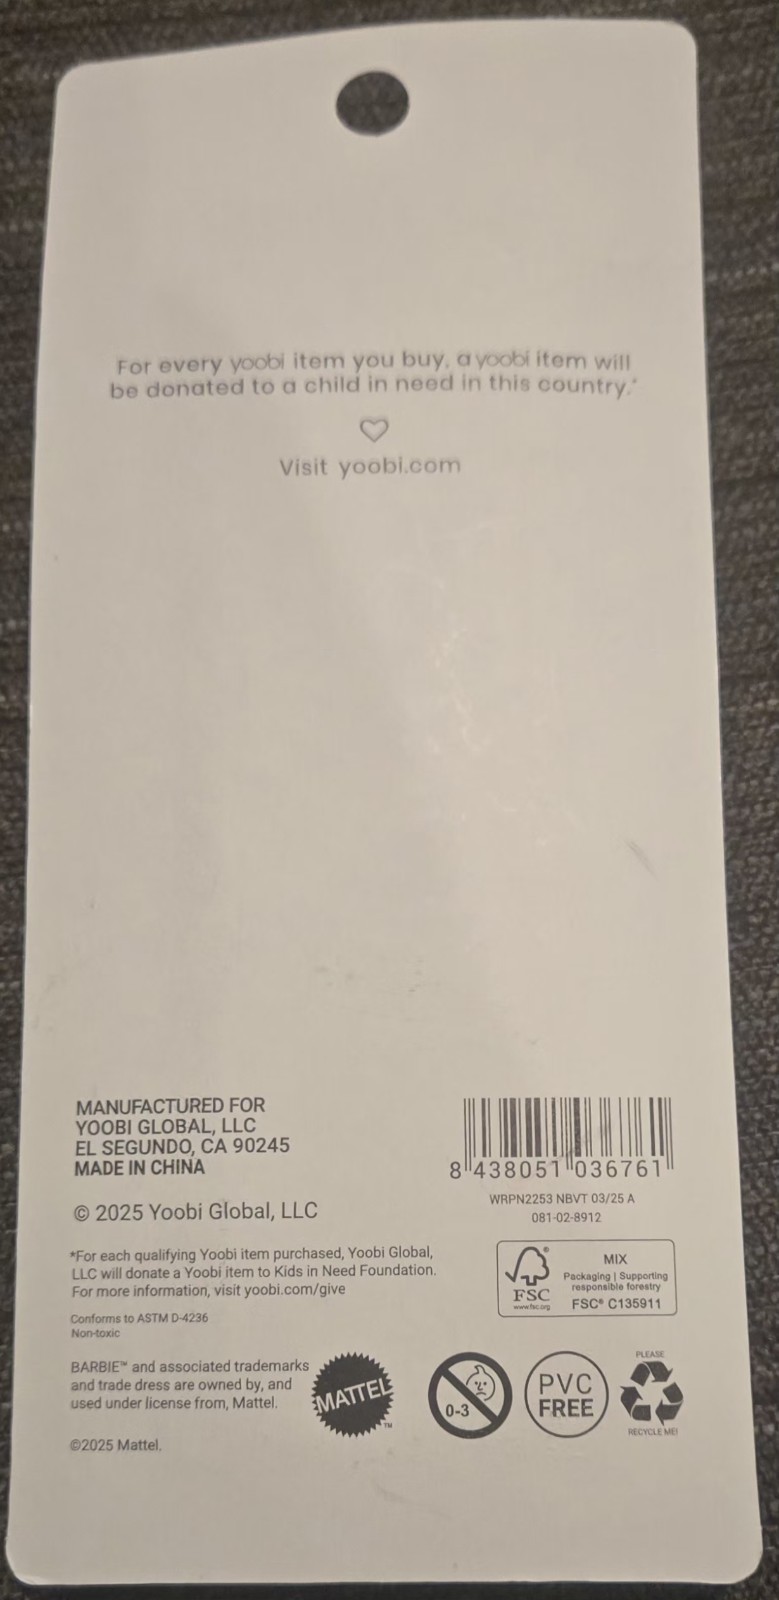 For every yoobi item you buy, a yoobi item will
be donated to a child in need in this country.*
Visit yoobi.com
MANUFACTURED FOR
YOOBI GLOBAL, LLC
EL SEGUNDO, CA 90245
MADE IN CHINA
© 2025 Yoobi Global, LLC
*For each qualifying Yoobi item purchased, Yoobi Global,
LLC will donate a Yoobi item to Kids in Need Foundation.
For more information, visit yoobi.com/give
Conforms to ASTM D-4236
Non-toxic
BARBIE™ and associated trademarks
and trade dress are owned by, and
used under license from, Mattel.
©2025 Mattel.
MATTEL
™
8 438051 036761
WRPN2253 NBVT 03/25 A
081-02-8912
FSC®
www.fsc.org
MIX
Packaging | Supporting
responsible forestry
FSC® C135911
0-3
PVC
FREE
PLEASE
RECYCLE ME!